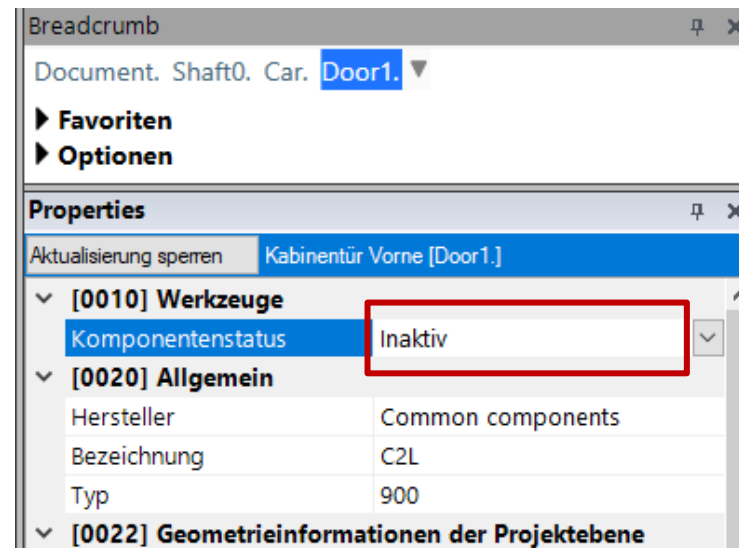 Breadcrumb
Document. Shaft0. Car. Door1.
Favoriten
Optionen
Properties
Aktualisierung sperren Kabinentür Vorne [Door1.]
[0010] Werkzeuge
Komponentenstatus Inaktiv
[0020] Allgemein
Hersteller Common components
Bezeichnung C2L
Typ 900
[0022] Geometrieinformationen der Projektebene